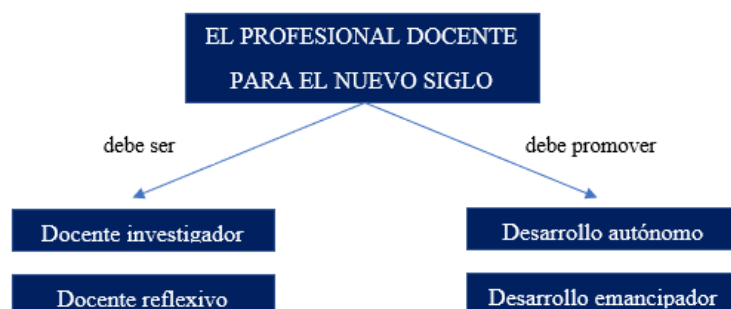 EL PROFESIONAL DOCENTE
PARA EL NUEVO SIGLO
debe ser
debe promover
Docente investigador
Desarrollo autónomo
Docente reflexivo
Desarrollo emancipador